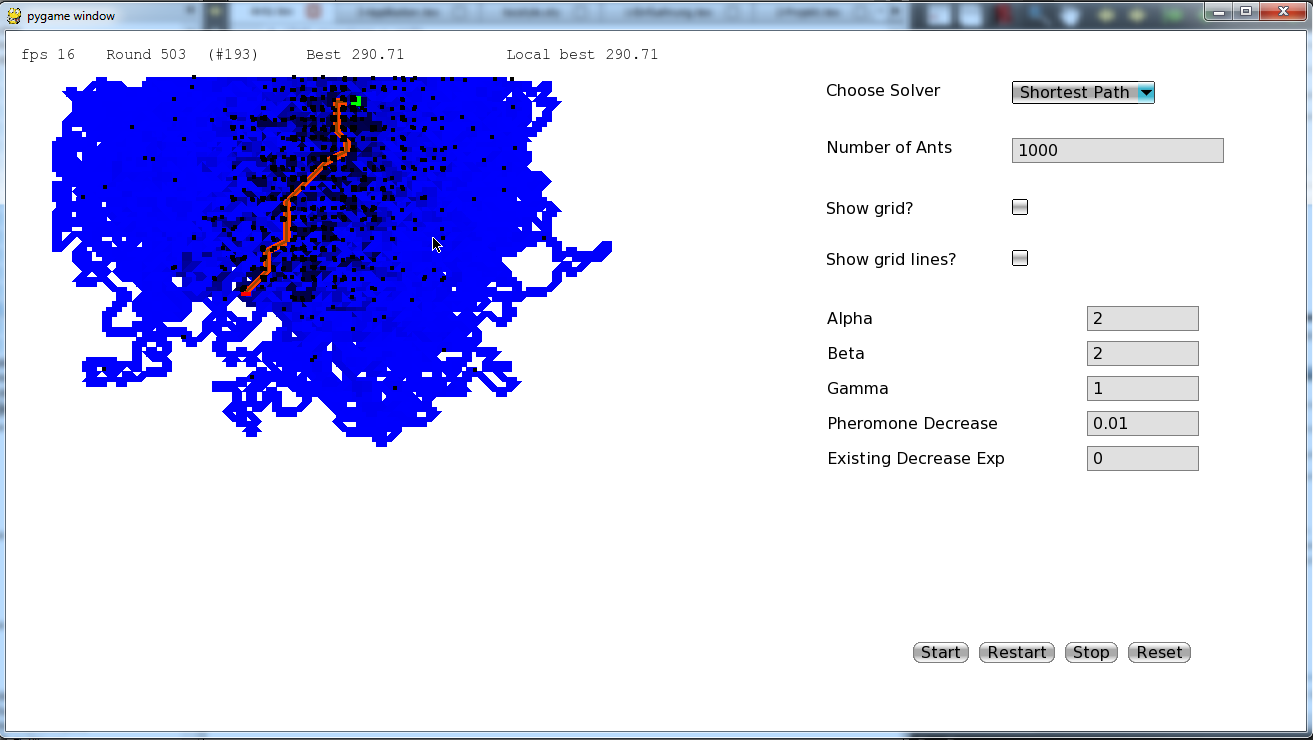 pygame window
fps 16 Round 503 (#193) Best 290.71 Local best 290.71
Choose Solver Shortest Path
Number of Ants 1000
Show grid?
Show grid lines?
Alpha 2
Beta 2
Gamma 1
Pheromone Decrease 0.01
Existing Decrease Exp 0
Start Restart Stop Reset